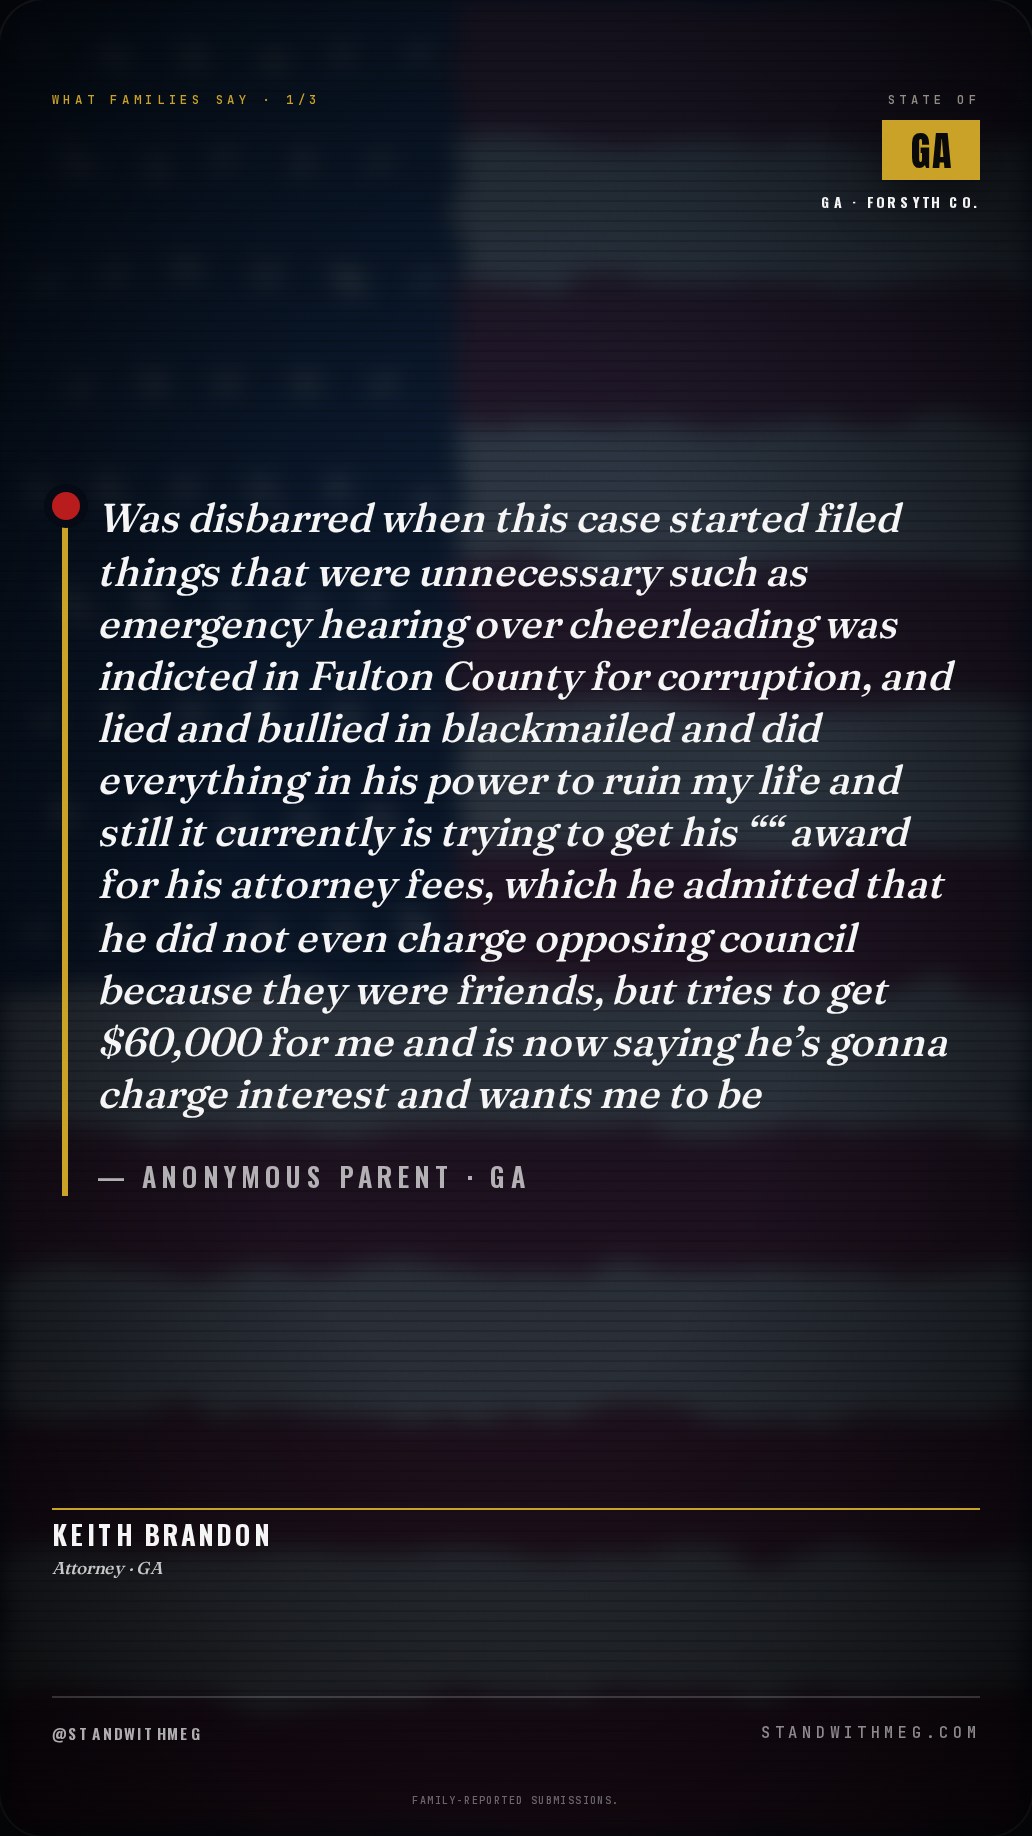 WHAT FAMILIES SAY · 1/3
STATE OF
GA
GA · FORSYTH CO.
Was disbarred when this case started filed
things that were unnecessary such as
emergency hearing over cheerleading was
indicted in Fulton County for corruption, and
lied and bullied in blackmailed and did
everything in his power to ruin my life and
still it currently is trying to get his ““ award
for his attorney fees, which he admitted that
he did not even charge opposing council
because they were friends, but tries to get
$60,000 for me and is now saying he’s gonna
charge interest and wants me to be
— ANONYMOUS PARENT · GA
KEITH BRANDON
Attorney · GA
@STANDWITHMEG
STANDWITHMEG.COM
FAMILY-REPORTED SUBMISSIONS.